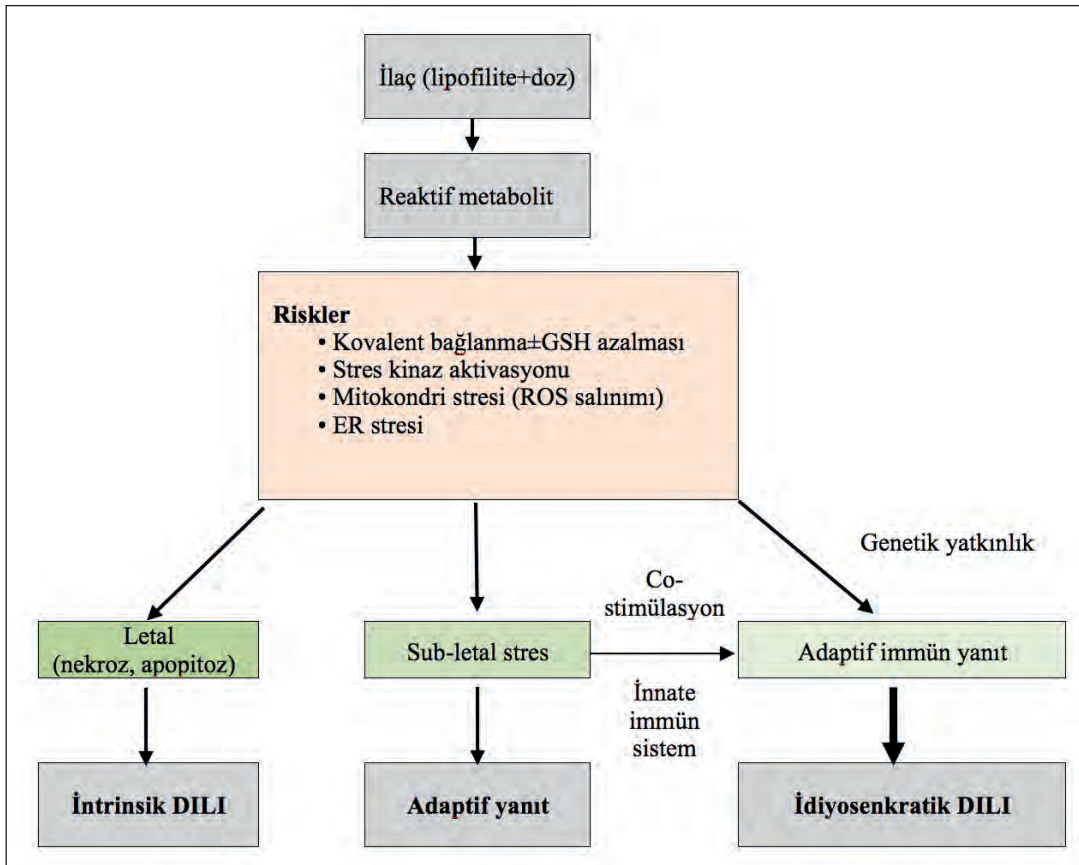 İlaç (lipofilite+doz)
Reaktif metabolit
Riskler
• Kovalent bağlanma±GSH azalması
• Stres kinaz aktivasyonu
• Mitokondri stresi (ROS salınımı)
• ER stresi
Genetik yatkınlık
Co-
stimülasyon
Letal
(nekroz, apopitoz)
Sub-letal stres
Adaptif immün yanıt
İnnate
immün
sistem
İntrinsik DILI
Adaptif yanıt
İdiyosenkratik DILI